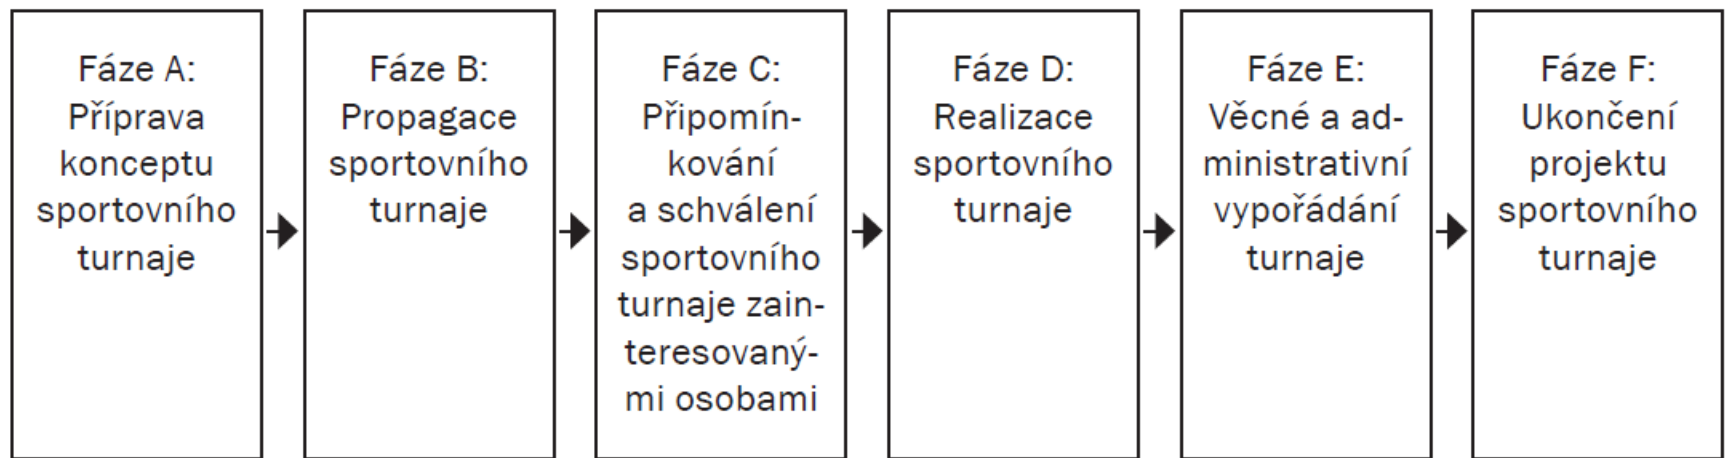 Fáze A:
Příprava
konceptu
sportovního
turnaje
Fáze B:
Propagace
sportovního
turnaje
Fáze C:
Připomín-
kování
a schválení
sportovního
turnaje zain-
teresovaný-
mi osobami
Fáze D:
Realizace
sportovního
turnaje
Fáze E:
Věcné a ad-
ministrativní
vypořádání
turnaje
Fáze F:
Ukončení
projektu
sportovního
turnaje